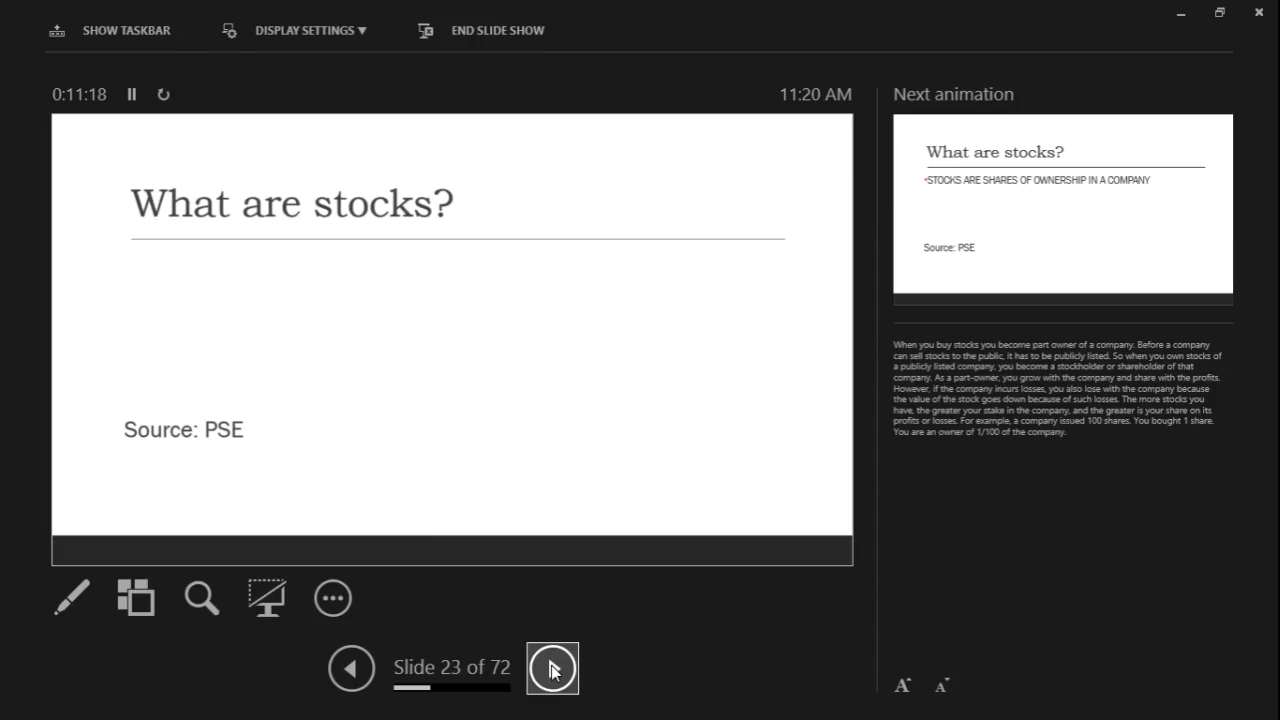 SHOW TASKBAR
DISPLAY SETTINGS ▼
END SLIDE SHOW
0:11:18
11:20 AM
What are stocks?
Source: PSE
Slide 23 of 72
Next animation
What are stocks?
•STOCKS ARE SHARES OF OWNERSHIP IN A COMPANY
Source: PSE
When you buy stocks you become part owner of a company. Before a company
can sell stocks to the public, it has to be publicly listed. So when you own stocks of
a publicly listed company, you become a stockholder or shareholder of that
company. As a part-owner, you grow with the company and share with the profits.
However, if the company incurs losses, you also lose with the company because
the value of the stock goes down because of such losses. The more stocks you
have, the greater your stake in the company, and the greater is your share on its
profits or losses. For example, a company issued 100 shares. You bought 1 share.
You are an owner of 1/100 of the company.
A A